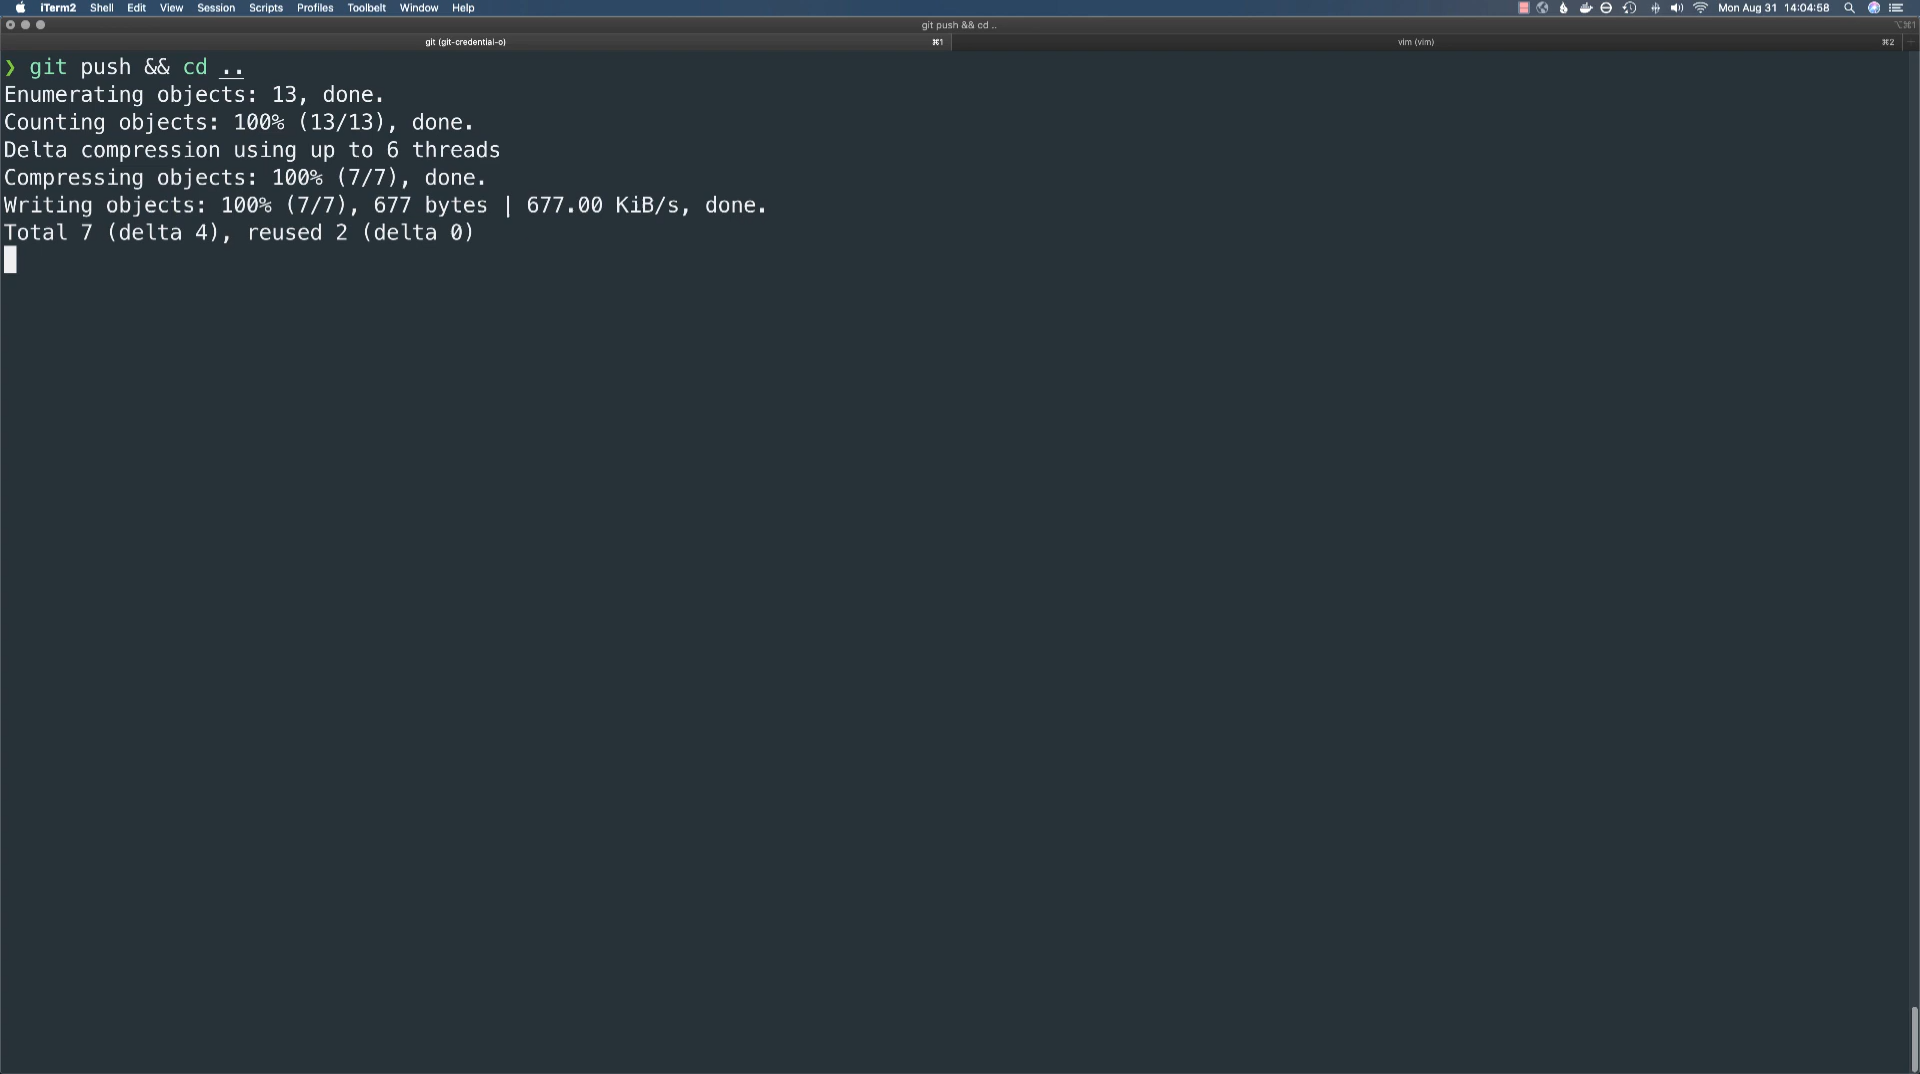 iTerm2 Shell Edit View Session Scripts Profiles Toolbelt Window Help Mon Aug 31 14:04:58
git push && cd .. ⌥⌘1
git (git-credential-o) ⌘1 vim (vim) ⌘2
❯ git push && cd ..
Enumerating objects: 13, done.
Counting objects: 100% (13/13), done.
Delta compression using up to 6 threads
Compressing objects: 100% (7/7), done.
Writing objects: 100% (7/7), 677 bytes | 677.00 KiB/s, done.
Total 7 (delta 4), reused 2 (delta 0)